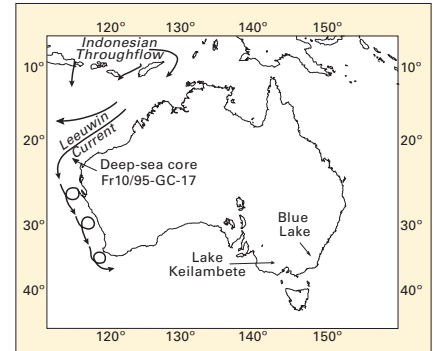 120° 130° 140° 150°
Indonesian
Throughflow
10° 10°
Leeuwin
Current
20° 20°
Deep-sea core
Fr10/95-GC-17
30° 30°
Blue
Lake
Lake
Keilambete
40° 40°
120° 130° 140° 150°